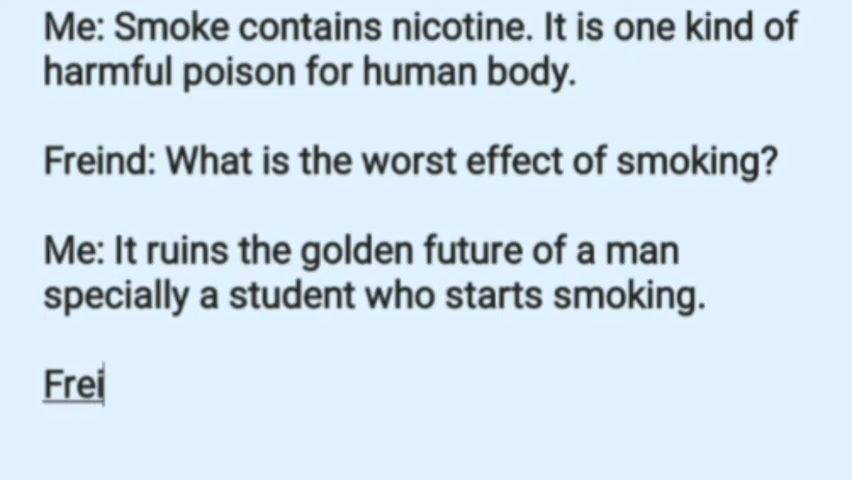 Me: Smoke contains nicotine. It is one kind of
harmful poison for human body.
Freind: What is the worst effect of smoking?
Me: It ruins the golden future of a man
specially a student who starts smoking.
Frei